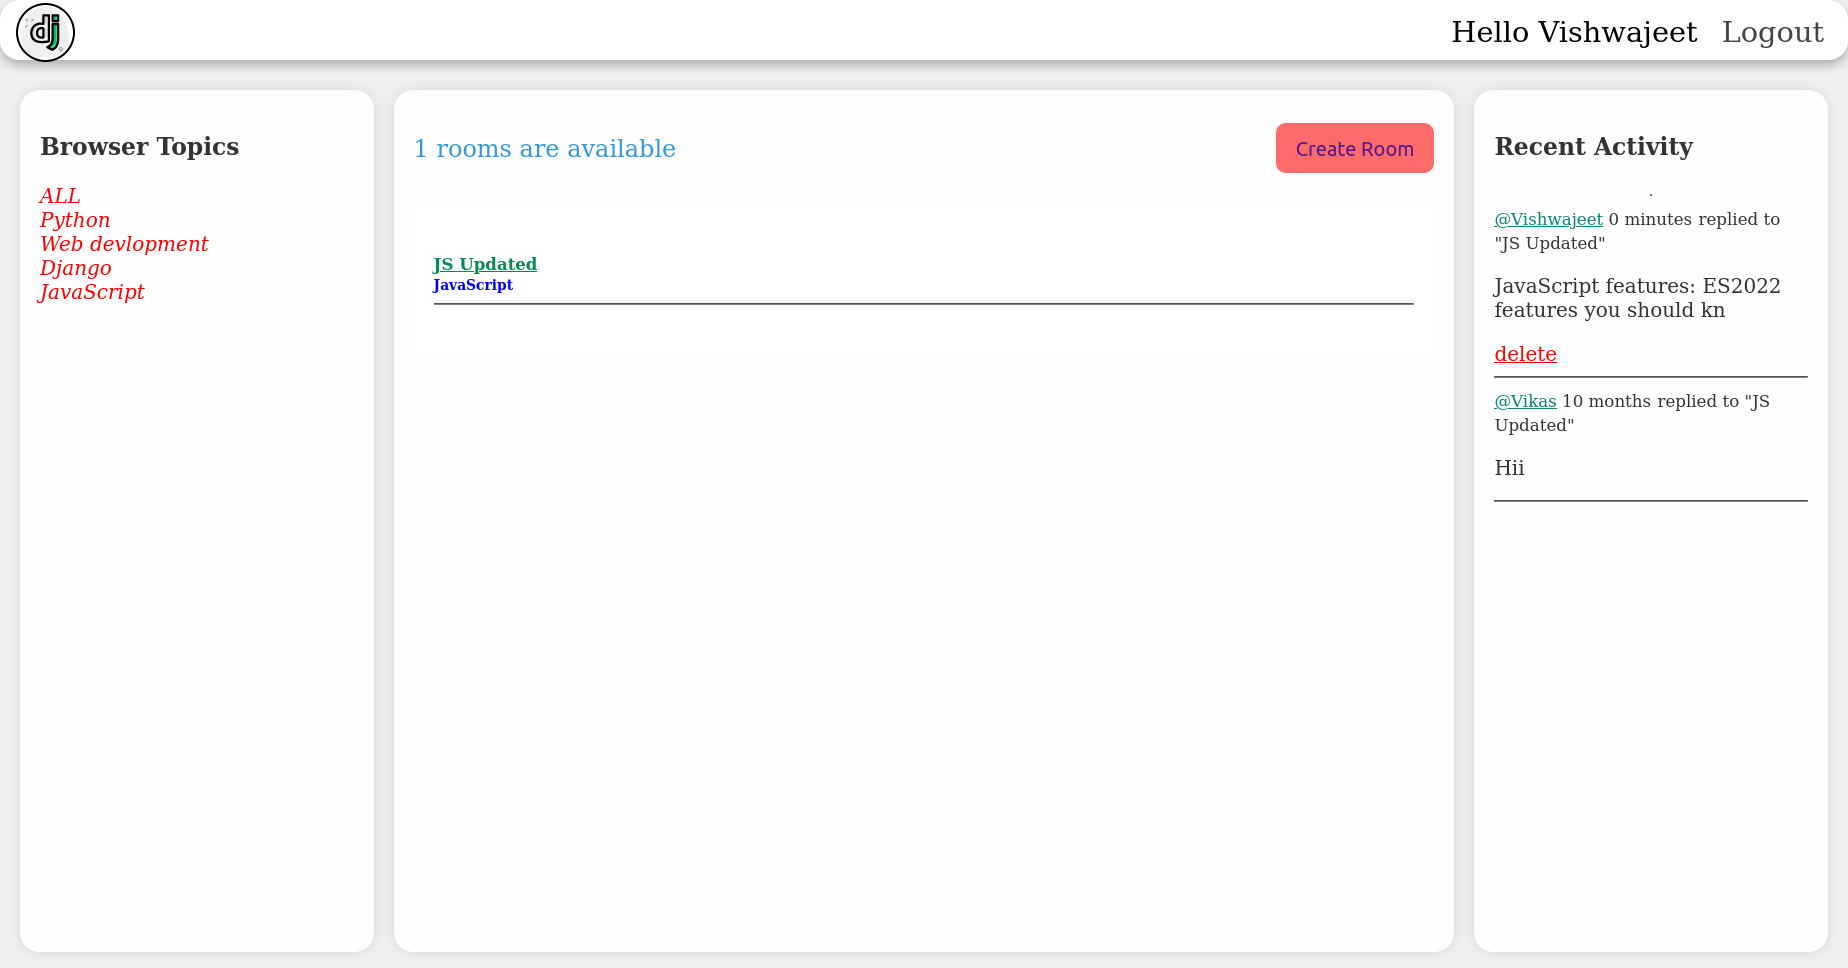 dj
Hello Vishwajeet
Logout
Browser Topics
ALL
Python
Web devlopment
Django
JavaScript
1 rooms are available
Create Room
JS Updated
JavaScript
Recent Activity
.
@Vishwajeet 0 minutes replied to
"JS Updated"
JavaScript features: ES2022
features you should kn
delete
@Vikas 10 months replied to "JS
Updated"
Hii